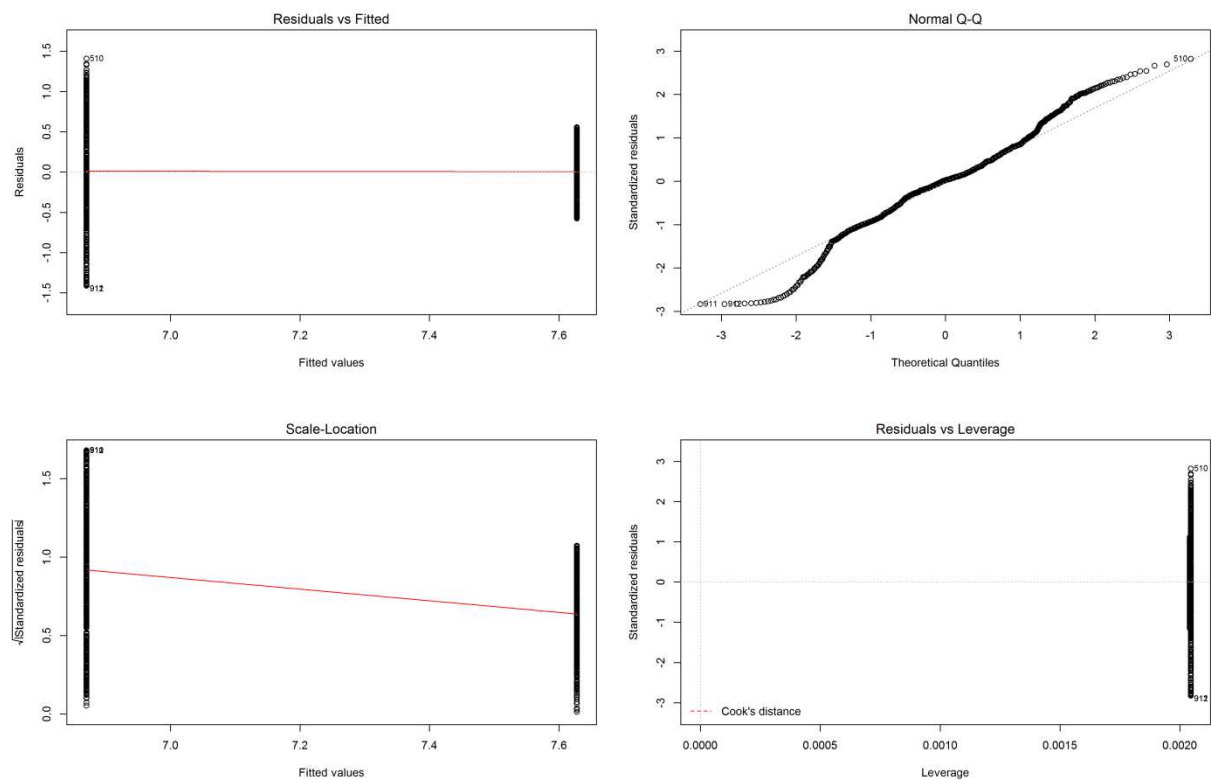 Residuals vs Fitted
Residuals
1.5
1.0
0.5
0.0
-0.5
-1.0
-1.5
510
7.0 7.2 7.4 7.6
Fitted values
Normal Q-Q
Standardized residuals
3
2
1
0
-1
-2
-3
510
911
912
-3 -2 -1 0 1 2 3
Theoretical Quantiles
Scale-Location
√|Standardized residuals|
1.5
1.0
0.5
0.0
7.0 7.2 7.4 7.6
Fitted values
Residuals vs Leverage
Standardized residuals
3
2
1
0
-1
-2
-3
510
Cook's distance
0.0000 0.0005 0.0010 0.0015 0.0020
Leverage